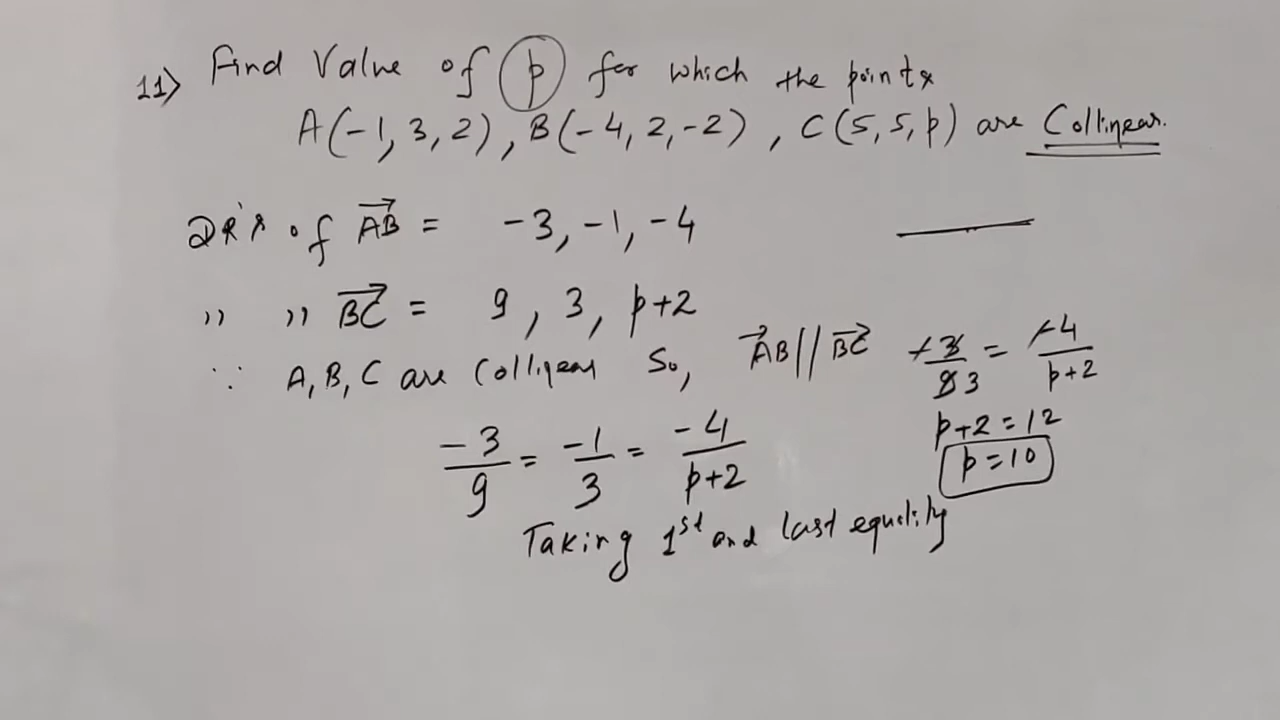 11) Find Value of p for which the points
A(-1, 3, 2), B(-4, 2, -2), C(5, 5, p) are Collinear.
DR's of AB = -3, -1, -4
" " BC = 9, 3, p+2
∵ A, B, C are Collinear So, AB // BC
-3/9 = -1/3 = -4/p+2
Taking 1st and last equality
-3/9 3 = -4/p+2
p+2 = 12
p = 10